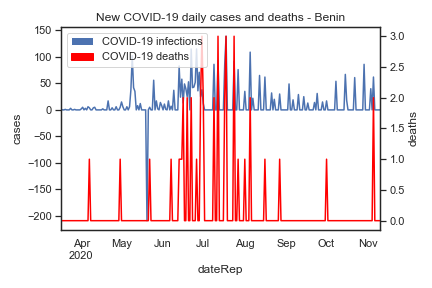 New COVID-19 daily cases and deaths - Benin
COVID-19 infections
COVID-19 deaths
cases
150
100
50
0
−50
−100
−150
−200
deaths
3.0
2.5
2.0
1.5
1.0
0.5
0.0
Apr May Jun Jul Aug Sep Oct Nov
2020
dateRep